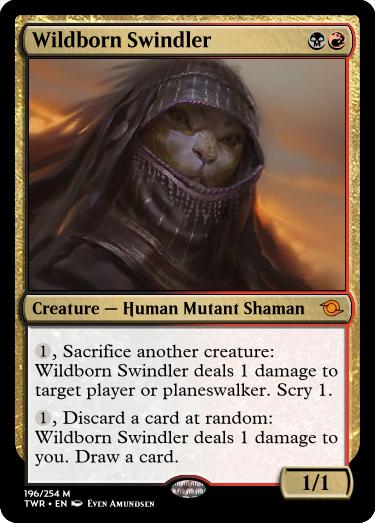 Wildborn Swindler
Creature — Human Mutant Shaman
1, Sacrifice another creature:
Wildborn Swindler deals 1 damage to
target player or planeswalker. Scry 1.
1, Discard a card at random:
Wildborn Swindler deals 1 damage to
you. Draw a card.
1/1
196/254 M
TWR • EN Even Amundsen